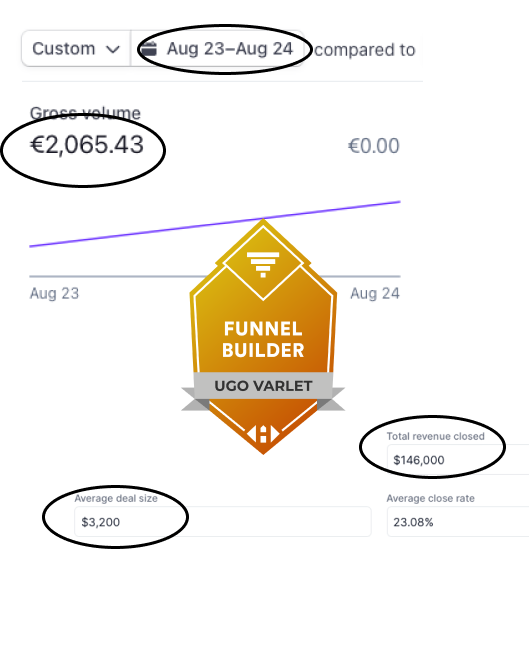 Custom
Aug 23–Aug 24
compared to
Gross volume
€2,065.43
€0.00
Aug 23
Aug 24
FUNNEL
BUILDER
UGO VARLET
Total revenue closed
$146,000
Average deal size
$3,200
Average close rate
23.08%